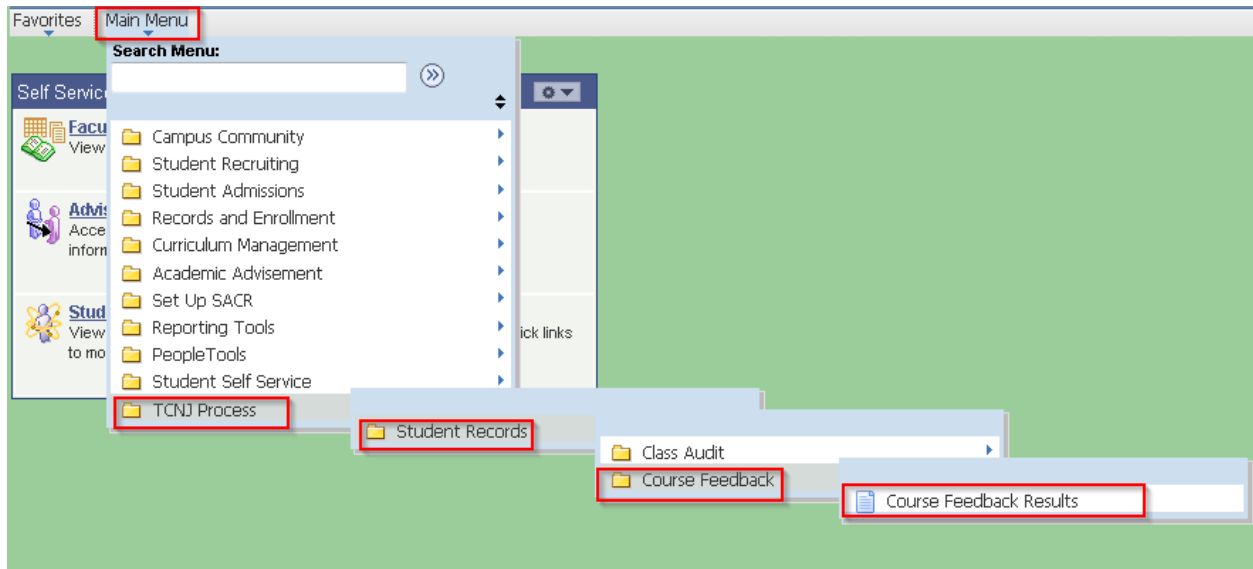 Favorites Main Menu
Search Menu:
Self Servic
Facu
View
Campus Community
Student Recruiting
Student Admissions
Advis
Acce
inform
Records and Enrollment
Curriculum Management
Academic Advisement
Set Up SACR
Stud
View ick links
to mo
Reporting Tools
PeopleTools
Student Self Service
TCNJ Process
Student Records
Class Audit
Course Feedback
Course Feedback Results